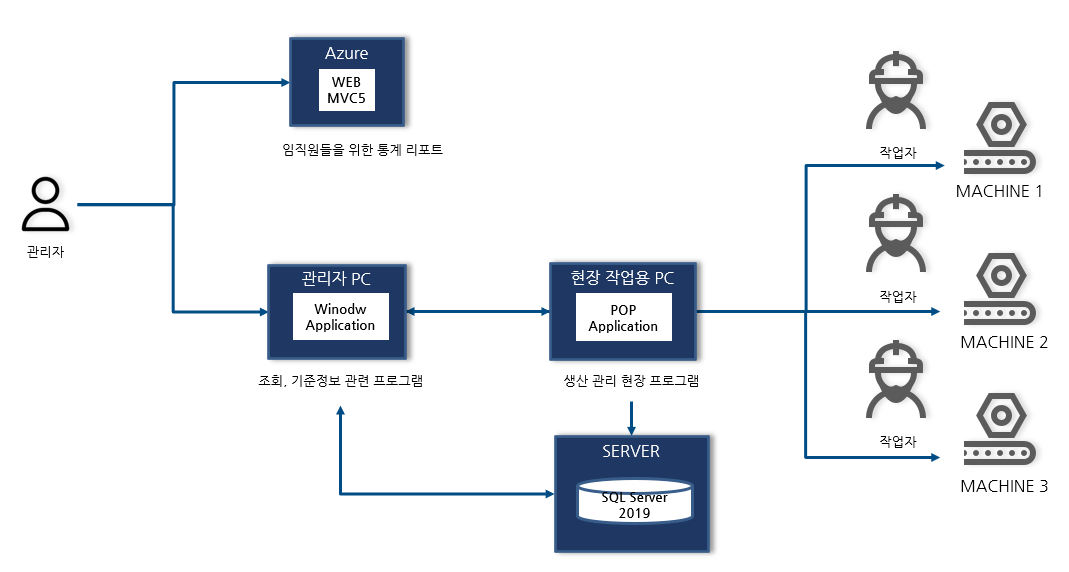 Azure
WEB
MVC5
임직원들을 위한 통계 리포트
관리자
관리자 PC
Winodw
Application
조회, 기준정보 관련 프로그램
현장 작업용 PC
POP
Application
생산 관리 현장 프로그램
SERVER
SQL Server
2019
작업자
MACHINE 1
작업자
MACHINE 2
작업자
MACHINE 3